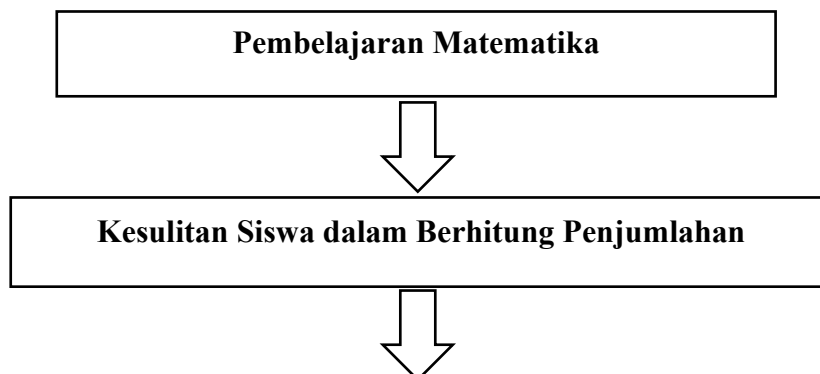 Pembelajaran Matematika
Kesulitan Siswa dalam Berhitung Penjumlahan